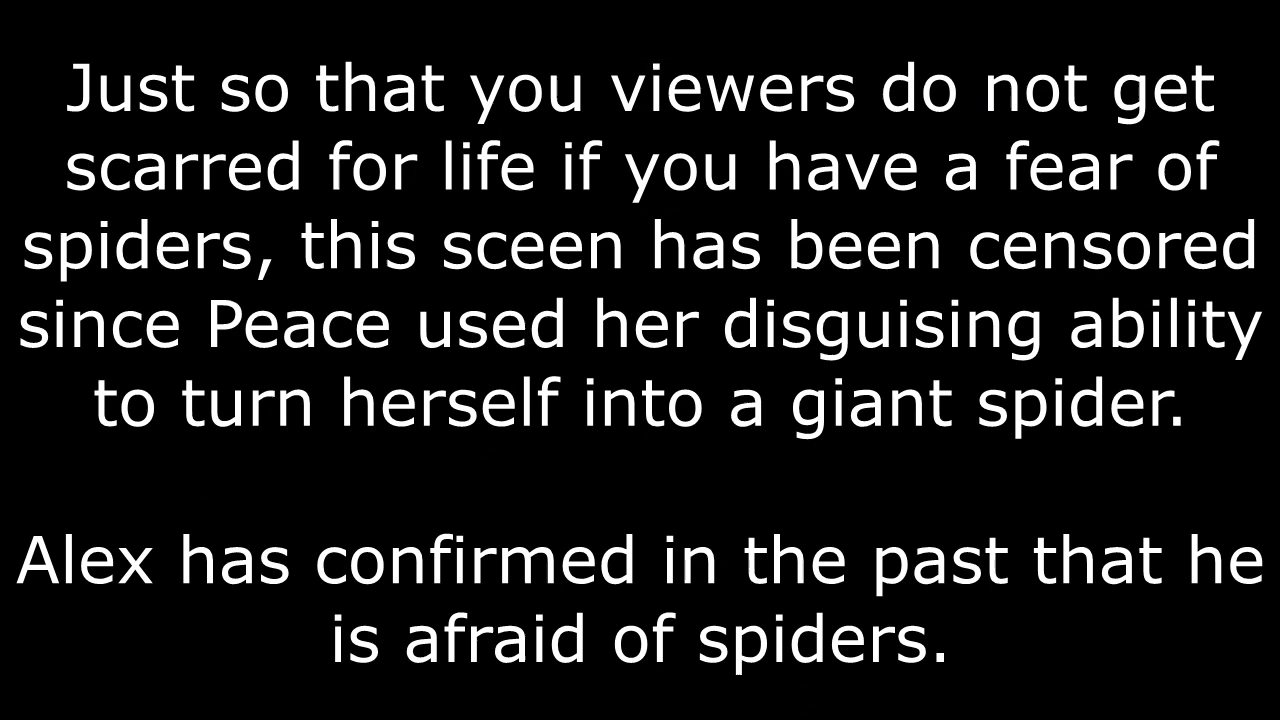 Just so that you viewers do not get
scarred for life if you have a fear of
spiders, this sceen has been censored
since Peace used her disguising ability
to turn herself into a giant spider.

Alex has confirmed in the past that he
is afraid of spiders.